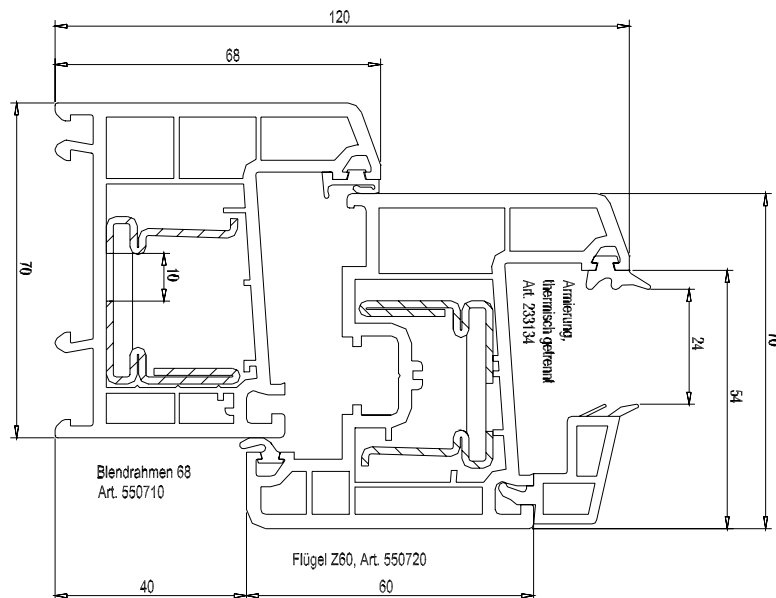 120
68
70
10
Armierung,
thermisch getrennt
Art. 233134
24
54
70
Blendrahmen 68
Art. 550710
Flügel Z60, Art. 550720
40
60